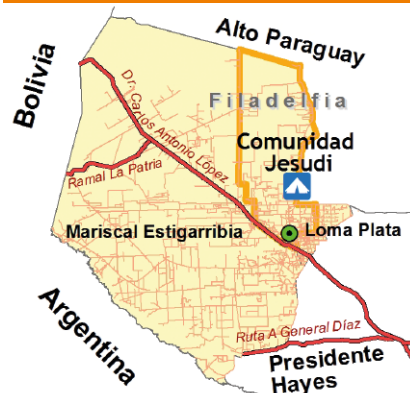 Alto Paraguay
Bolivia
Dr. Carlos Antonio López
Filadelfia
Comunidad
Jesudi
Ramal La Patria
Mariscal Estigarribia
Loma Plata
Argentina
Ruta A General Díaz
Presidente
Hayes